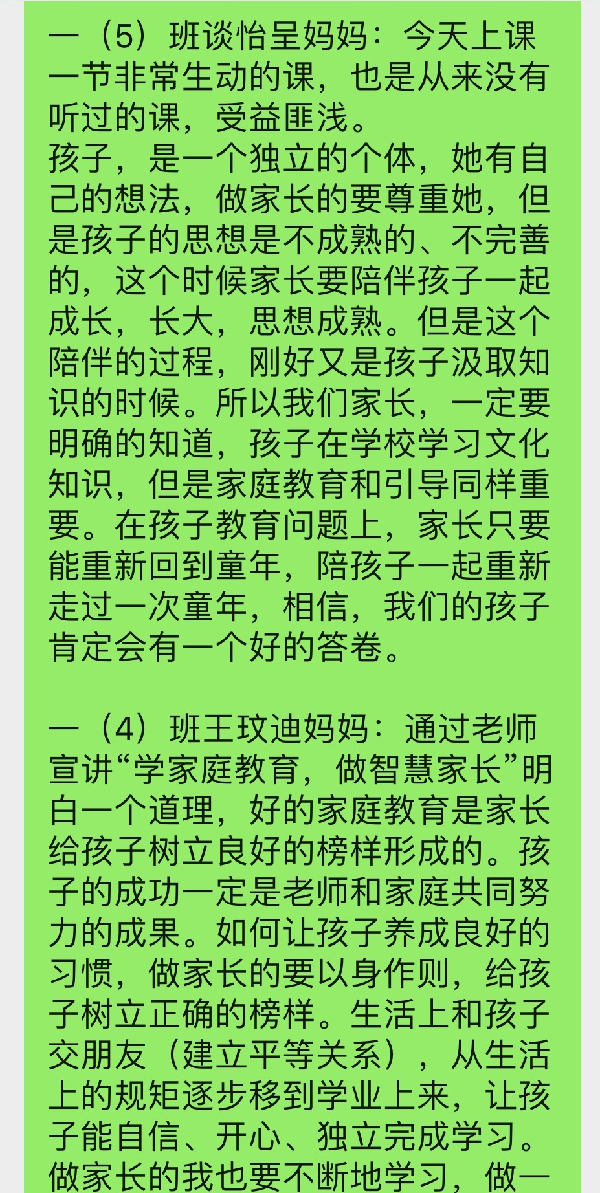 一（5）班谈怡呈妈妈：今天上课
一节非常生动的课，也是从来没有
听过的课，受益匪浅。
孩子，是一个独立的个体，她有自
己的想法，做家长的要尊重她，但
是孩子的思想是不成熟的、不完善
的，这个时候家长要陪伴孩子一起
成长，长大，思想成熟。但是这个
陪伴的过程，刚好又是孩子汲取知
识的时候。所以我们家长，一定要
明确的知道，孩子在学校学习文化
知识，但是家庭教育和引导同样重
要。在孩子教育问题上，家长只要
能重新回到童年，陪孩子一起重新
走过一次童年，相信，我们的孩子
肯定会有一个好的答卷。
一（4）班王玟迪妈妈：通过老师
宣讲“学家庭教育，做智慧家长”明
白一个道理，好的家庭教育是家长
给孩子树立良好的榜样形成的。孩
子的成功一定是老师和家庭共同努
力的成果。如何让孩子养成良好的
习惯，做家长的要以身作则，给孩
子树立正确的榜样。生活上和孩子
交朋友（建立平等关系），从生活
上的规矩逐步移到学业上来，让孩
子能自信、开心、独立完成学习。
做家长的我也要不断地学习，做一